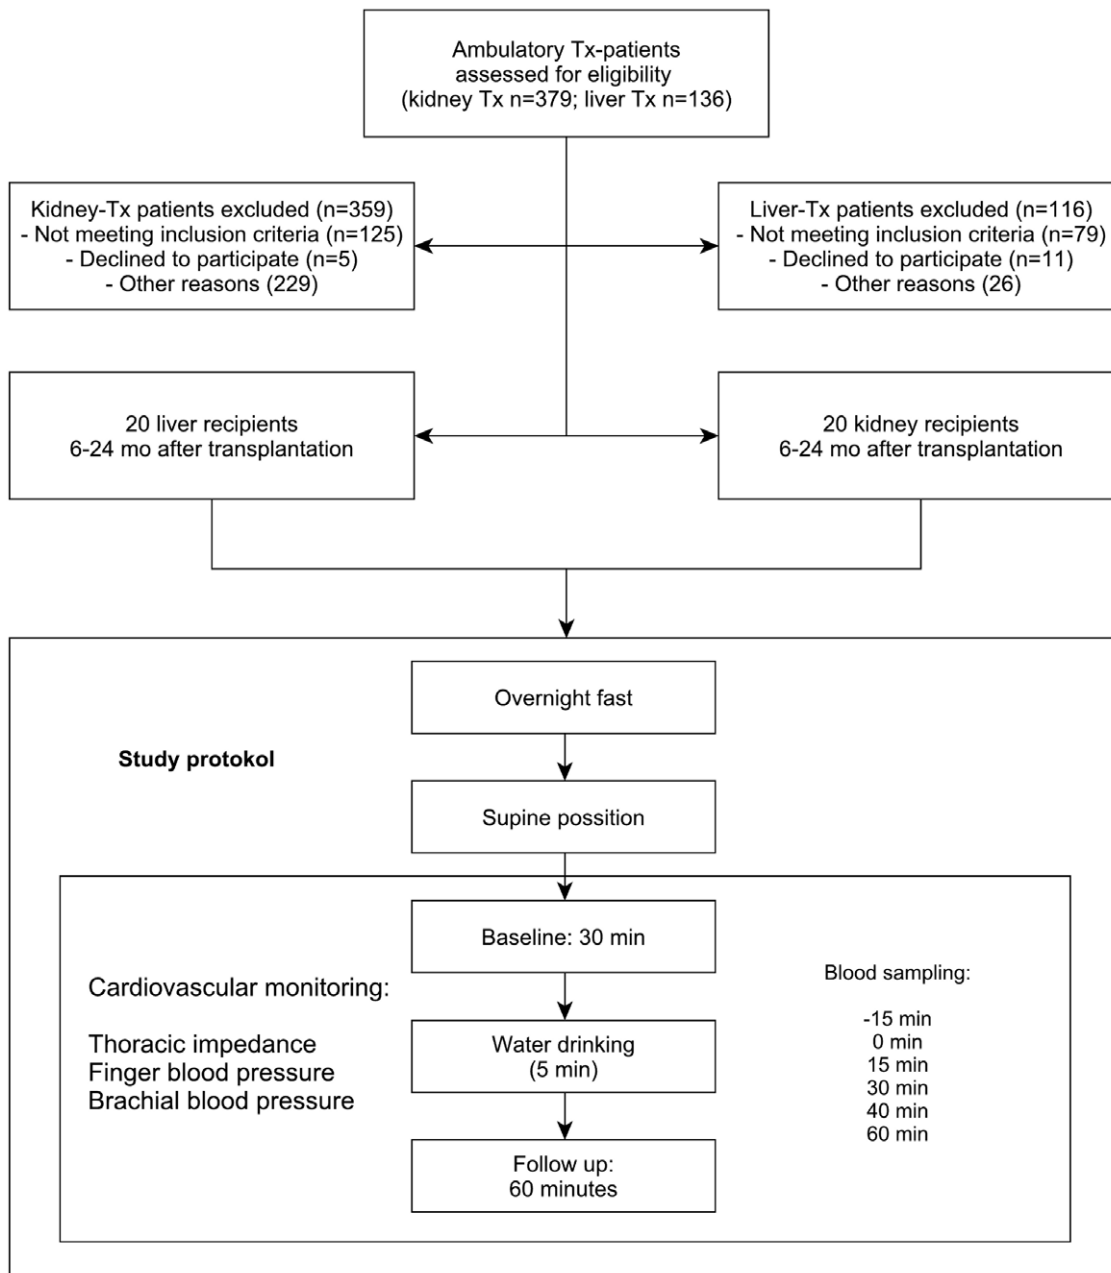 Ambulatory Tx-patients
assessed for eligibility
(kidney Tx n=379; liver Tx n=136)
Kidney-Tx patients excluded (n=359)
- Not meeting inclusion criteria (n=125)
- Declined to participate (n=5)
- Other reasons (229)
Liver-Tx patients excluded (n=116)
- Not meeting inclusion criteria (n=79)
- Declined to participate (n=11)
- Other reasons (26)
20 liver recipients
6-24 mo after transplantation
20 kidney recipients
6-24 mo after transplantation
Study protokol
Overnight fast
Supine possition
Baseline: 30 min
Water drinking
(5 min)
Follow up:
60 minutes
Cardiovascular monitoring:
Thoracic impedance
Finger blood pressure
Brachial blood pressure
Blood sampling:
-15 min
0 min
15 min
30 min
40 min
60 min